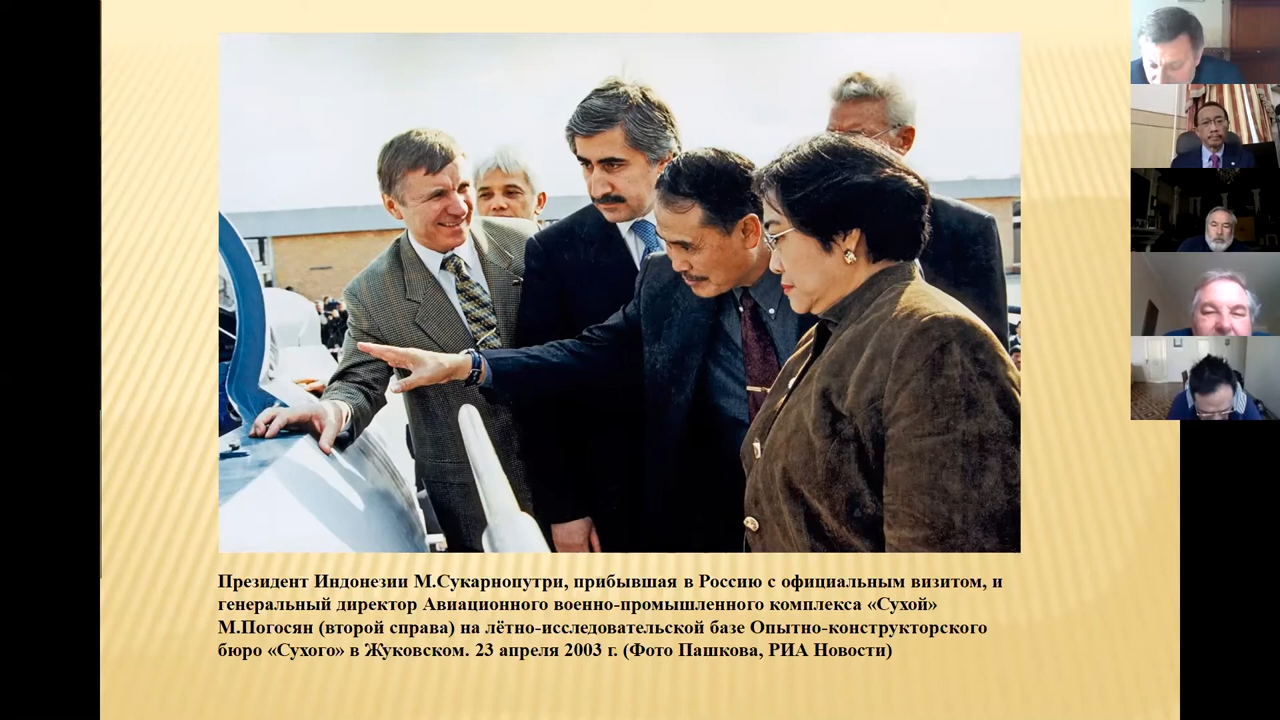 Президент Индонезии М.Сукарнопутри, прибывшая в Россию с официальным визитом, и
генеральный директор Авиационного военно-промышленного комплекса «Сухой»
М.Погосян (второй справа) на лётно-исследовательской базе Опытно-конструкторского
бюро «Сухого» в Жуковском. 23 апреля 2003 г. (Фото Пашкова, РИА Новости)